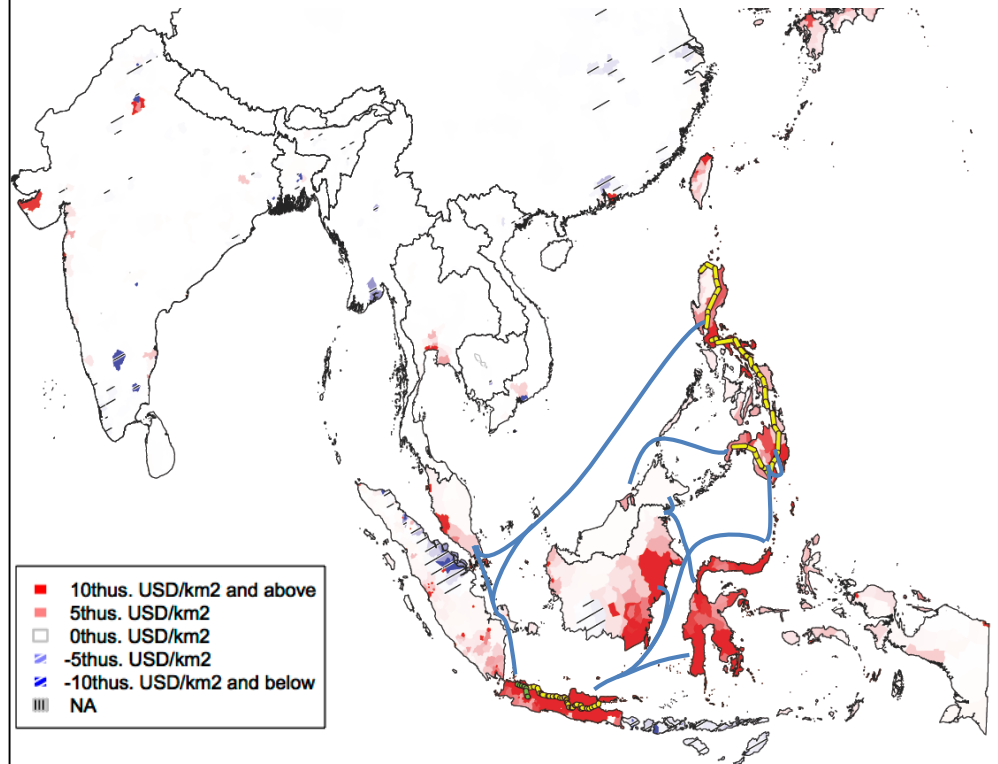 10thus. USD/km2 and above
5thus. USD/km2
0thus. USD/km2
-5thus. USD/km2
-10thus. USD/km2 and below
NA